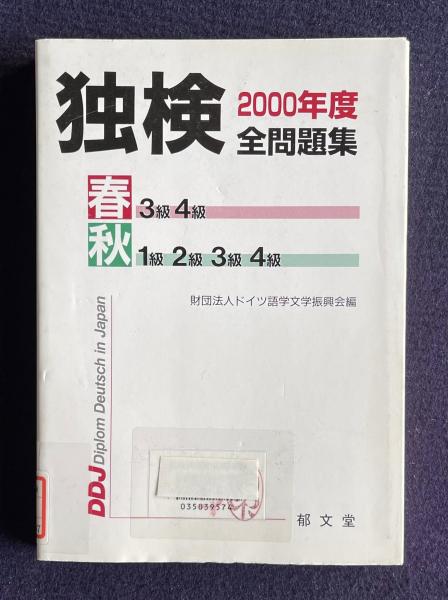 独検
2000年度
全問題集
春 3級 4級
秋 1級 2級 3級 4級
財団法人ドイツ語学文学振興会編
DDJ Diplom Deutsch in Japan
035839574
郁文堂